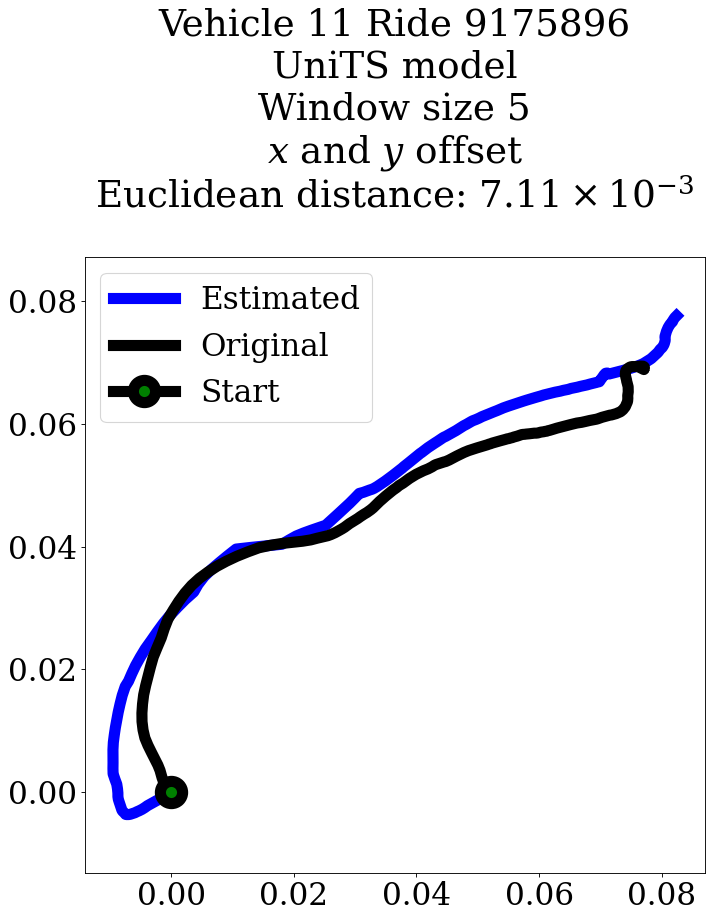 Vehicle 11 Ride 9175896
UniTS model
Window size 5
x and y offset
Euclidean distance: 7.11 × 10⁻³
Estimated
Original
Start
0.08
0.06
0.04
0.02
0.00
0.00 0.02 0.04 0.06 0.08